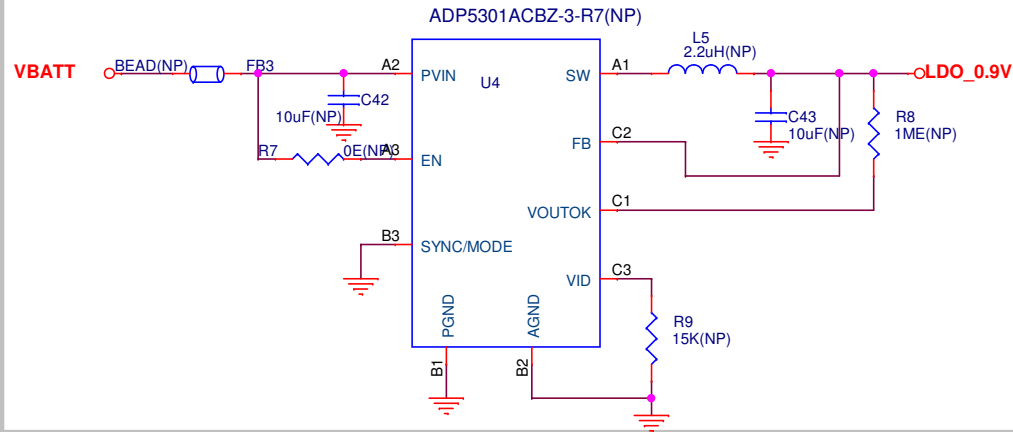 ADP5301ACBZ-3-R7(NP)
VBATT
BEAD(NP)
FB3
C42
10uF(NP)
R7
0E(NP)
A2
PVIN
A3
EN
B3
SYNC/MODE
U4
PGND
B1
AGND
B2
SW
A1
FB
C2
VOUTOK
C1
VID
C3
L5
2.2uH(NP)
LDO_0.9V
C43
10uF(NP)
R8
1ME(NP)
R9
15K(NP)